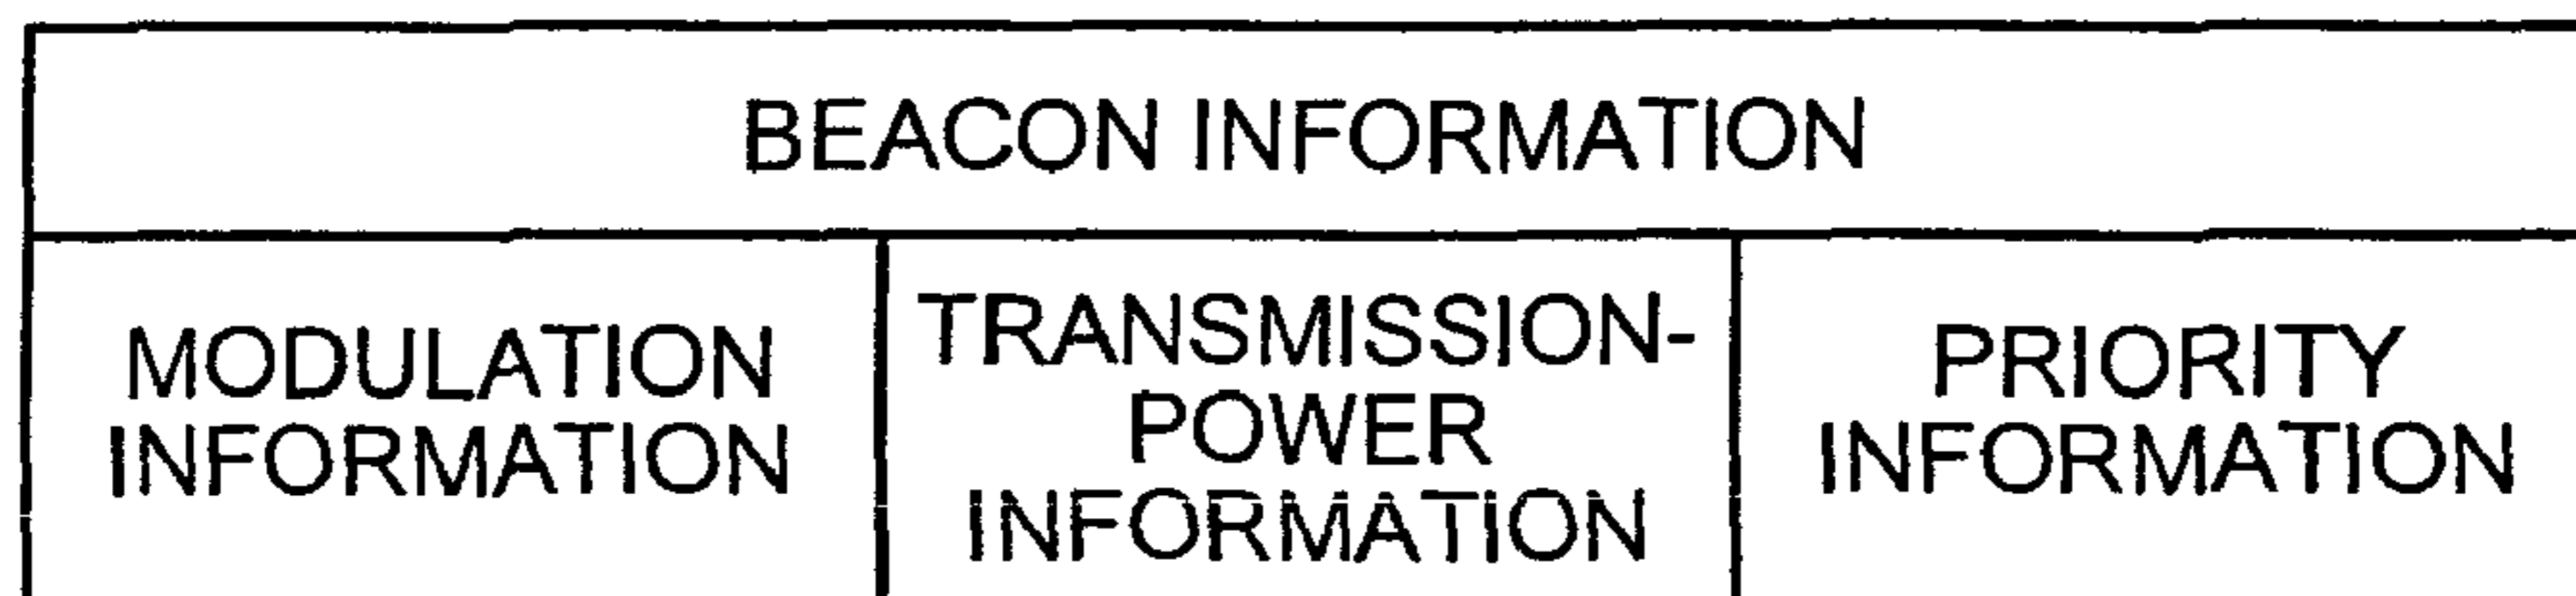 BEACON INFORMATION
MODULATION
INFORMATION
TRANSMISSION-
POWER
INFORMATION
PRIORITY
INFORMATION